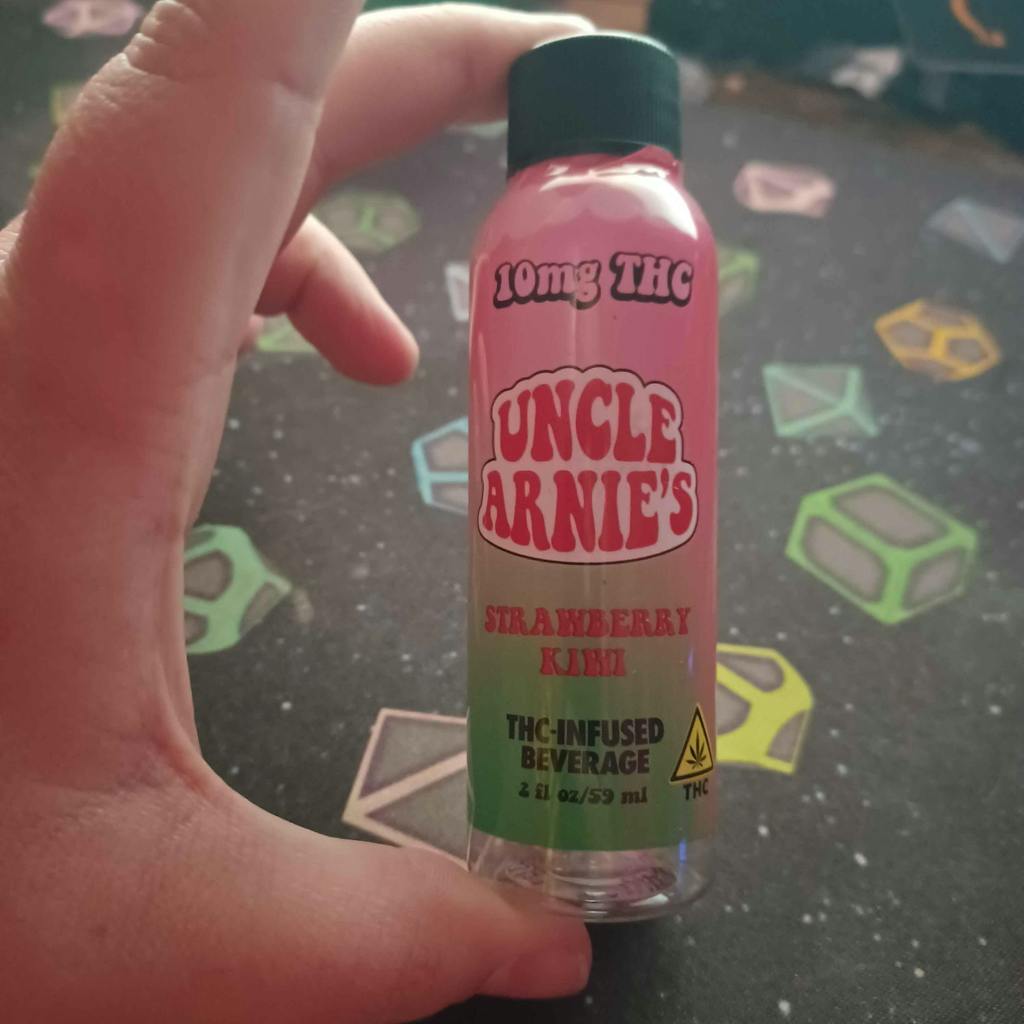 10mg THC
UNCLE
ARNIE'S
STRAWBERRY
KIWI
THC-INFUSED
BEVERAGE
2 fl oz/59 ml
THC